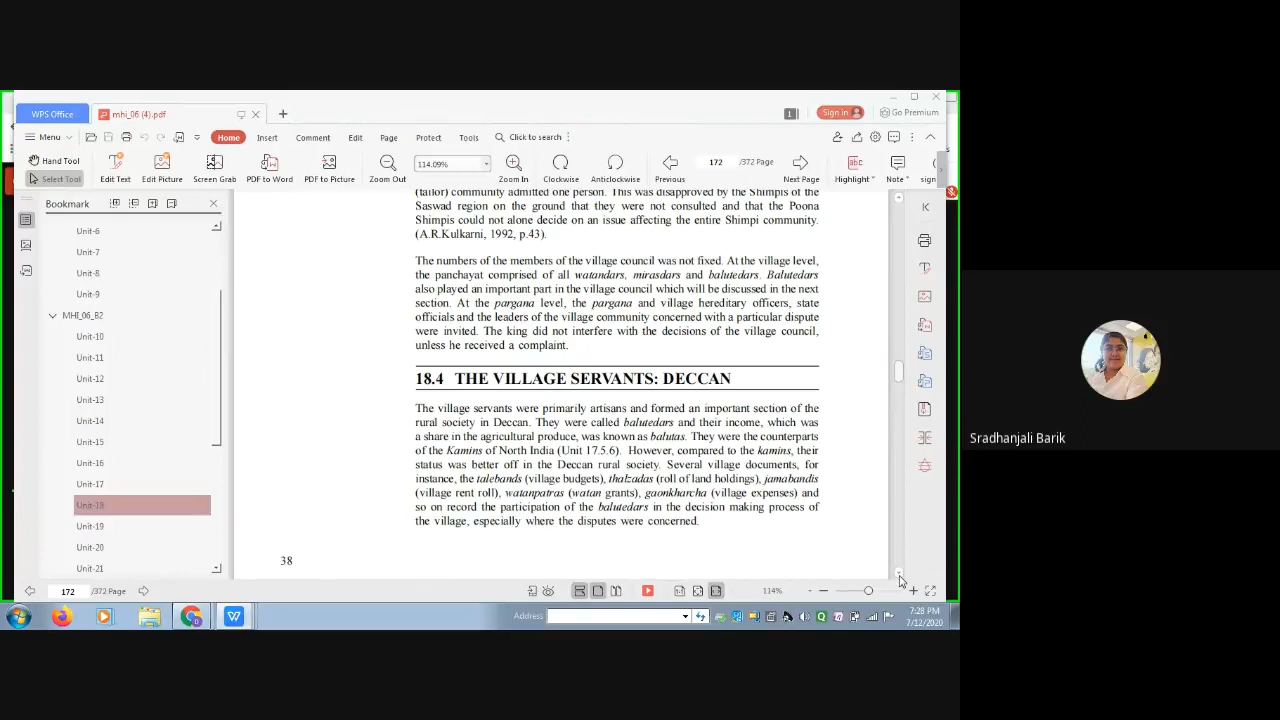 WPS Office
mhi_06 (4).pdf
1
Sign in
Go Premium
Menu
Home
Insert
Comment
Edit
Page
Protect
Tools
Click to search
Hand Tool
Select Tool
Edit Text
Edit Picture
Screen Grab
PDF to Word
PDF to Picture
Zoom Out
114.09%
Zoom In
Clockwise
Anticlockwise
Previous
172
/372 Page
Next Page
Highlight
Note
sign
Bookmark
Unit-6
Unit-7
Unit-8
Unit-9
MHI_06_B2
Unit-10
Unit-11
Unit-12
Unit-13
Unit-14
Unit-15
Unit-16
Unit-17
Unit-18
Unit-19
Unit-20
Unit-21
(tailor) community admitted one person. This was disapproved by the Shimpis of the
Saswad region on the ground that they were not consulted and that the Poona
Shimpis could not alone decide on an issue affecting the entire Shimpi community.
(A.R.Kulkarni, 1992, p.43).
The numbers of the members of the village council was not fixed. At the village level,
the panchayat comprised of all watandars, mirasdars and balutedars. Balutedars
also played an important part in the village council which will be discussed in the next
section. At the pargana level, the pargana and village hereditary officers, state
officials and the leaders of the village community concerned with a particular dispute
were invited. The king did not interfere with the decisions of the village council,
unless he received a complaint.
18.4 THE VILLAGE SERVANTS: DECCAN
The village servants were primarily artisans and formed an important section of the
rural society in Deccan. They were called balutedars and their income, which was
a share in the agricultural produce, was known as balutas. They were the counterparts
of the Kamins of North India (Unit 17.5.6). However, compared to the kamins, their
status was better off in the Deccan rural society. Several village documents, for
instance, the talebands (village budgets), thalzadas (roll of land holdings), jamabandis
(village rent roll), watanpatras (watan grants), gaonkharcha (village expenses) and
so on record the participation of the balutedars in the decision making process of
the village, especially where the disputes were concerned.
38
172
/372 Page
114%
Address
7:28 PM
7/12/2020
Sradhanjali Barik